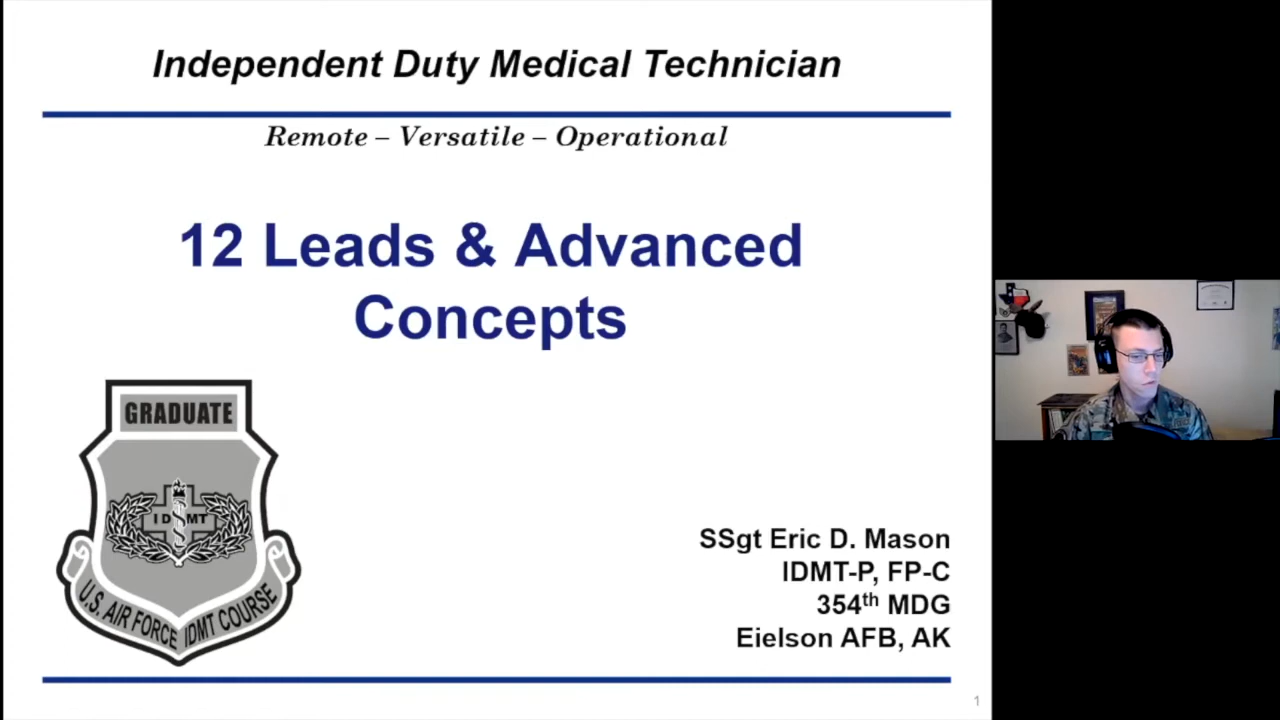 Independent Duty Medical Technician
Remote – Versatile – Operational
12 Leads & Advanced
Concepts
GRADUATE
IDMT
U.S. AIR FORCE IDMT COURSE
SSgt Eric D. Mason
IDMT-P, FP-C
354th MDG
Eielson AFB, AK
1